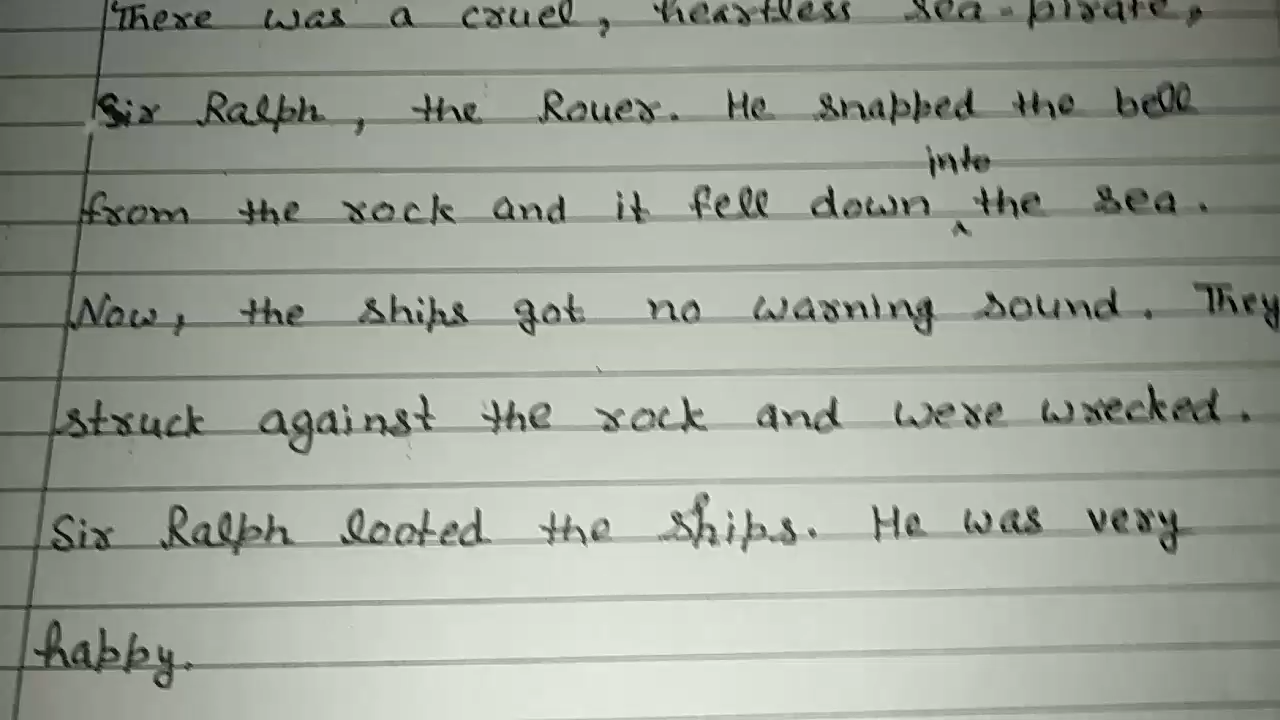 There was a cruel, heartless sea-pirate,
Sir Ralph, the Rouer. He snapped the bell
from the rock and it fell down into the sea.
Now, the ships got no warning sound. They
struck against the rock and were wrecked.
Sir Ralph looted the ships. He was very
happy.